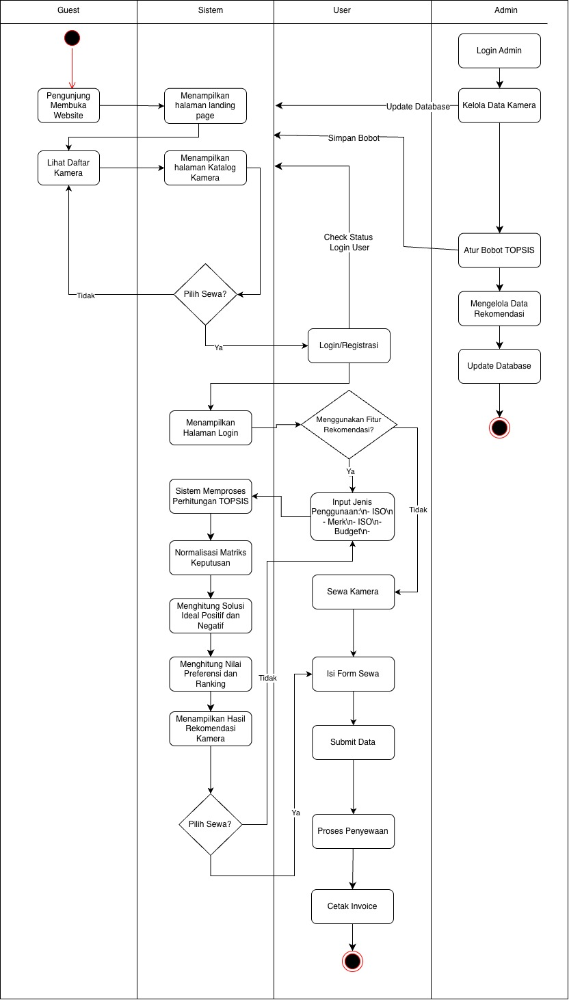 Guest
Sistem
User
Admin
Login Admin
Pengunjung
Membuka
Website
Menampilkan
halaman landing
page
Update Database
Kelola Data Kamera
Simpan Bobot
Lihat Daftar
Kamera
Menampilkan
halaman Katalog
Kamera
Check Status
Login User
Atur Bobot TOPSIS
Pilih Sewa?
Tidak
Mengelola Data
Rekomendasi
Ya
Login/Registrasi
Update Database
Menampilkan
Halaman Login
Menggunakan Fitur
Rekomendasi?
Ya
Sistem Memproses
Perhitungan TOPSIS
Input Jenis
Penggunaan:\n- ISO\n
- Merk\n- ISO\n-
Budget\n-
Tidak
Normalisasi Matriks
Keputusan
Sewa Kamera
Menghitung Solusi
Ideal Positif dan
Negatif
Menghitung Nilai
Preferensi dan
Ranking
Tidak
Isi Form Sewa
Menampilkan Hasil
Rekomendasi
Kamera
Submit Data
Pilih Sewa?
Ya
Proses Penyewaan
Cetak Invoice